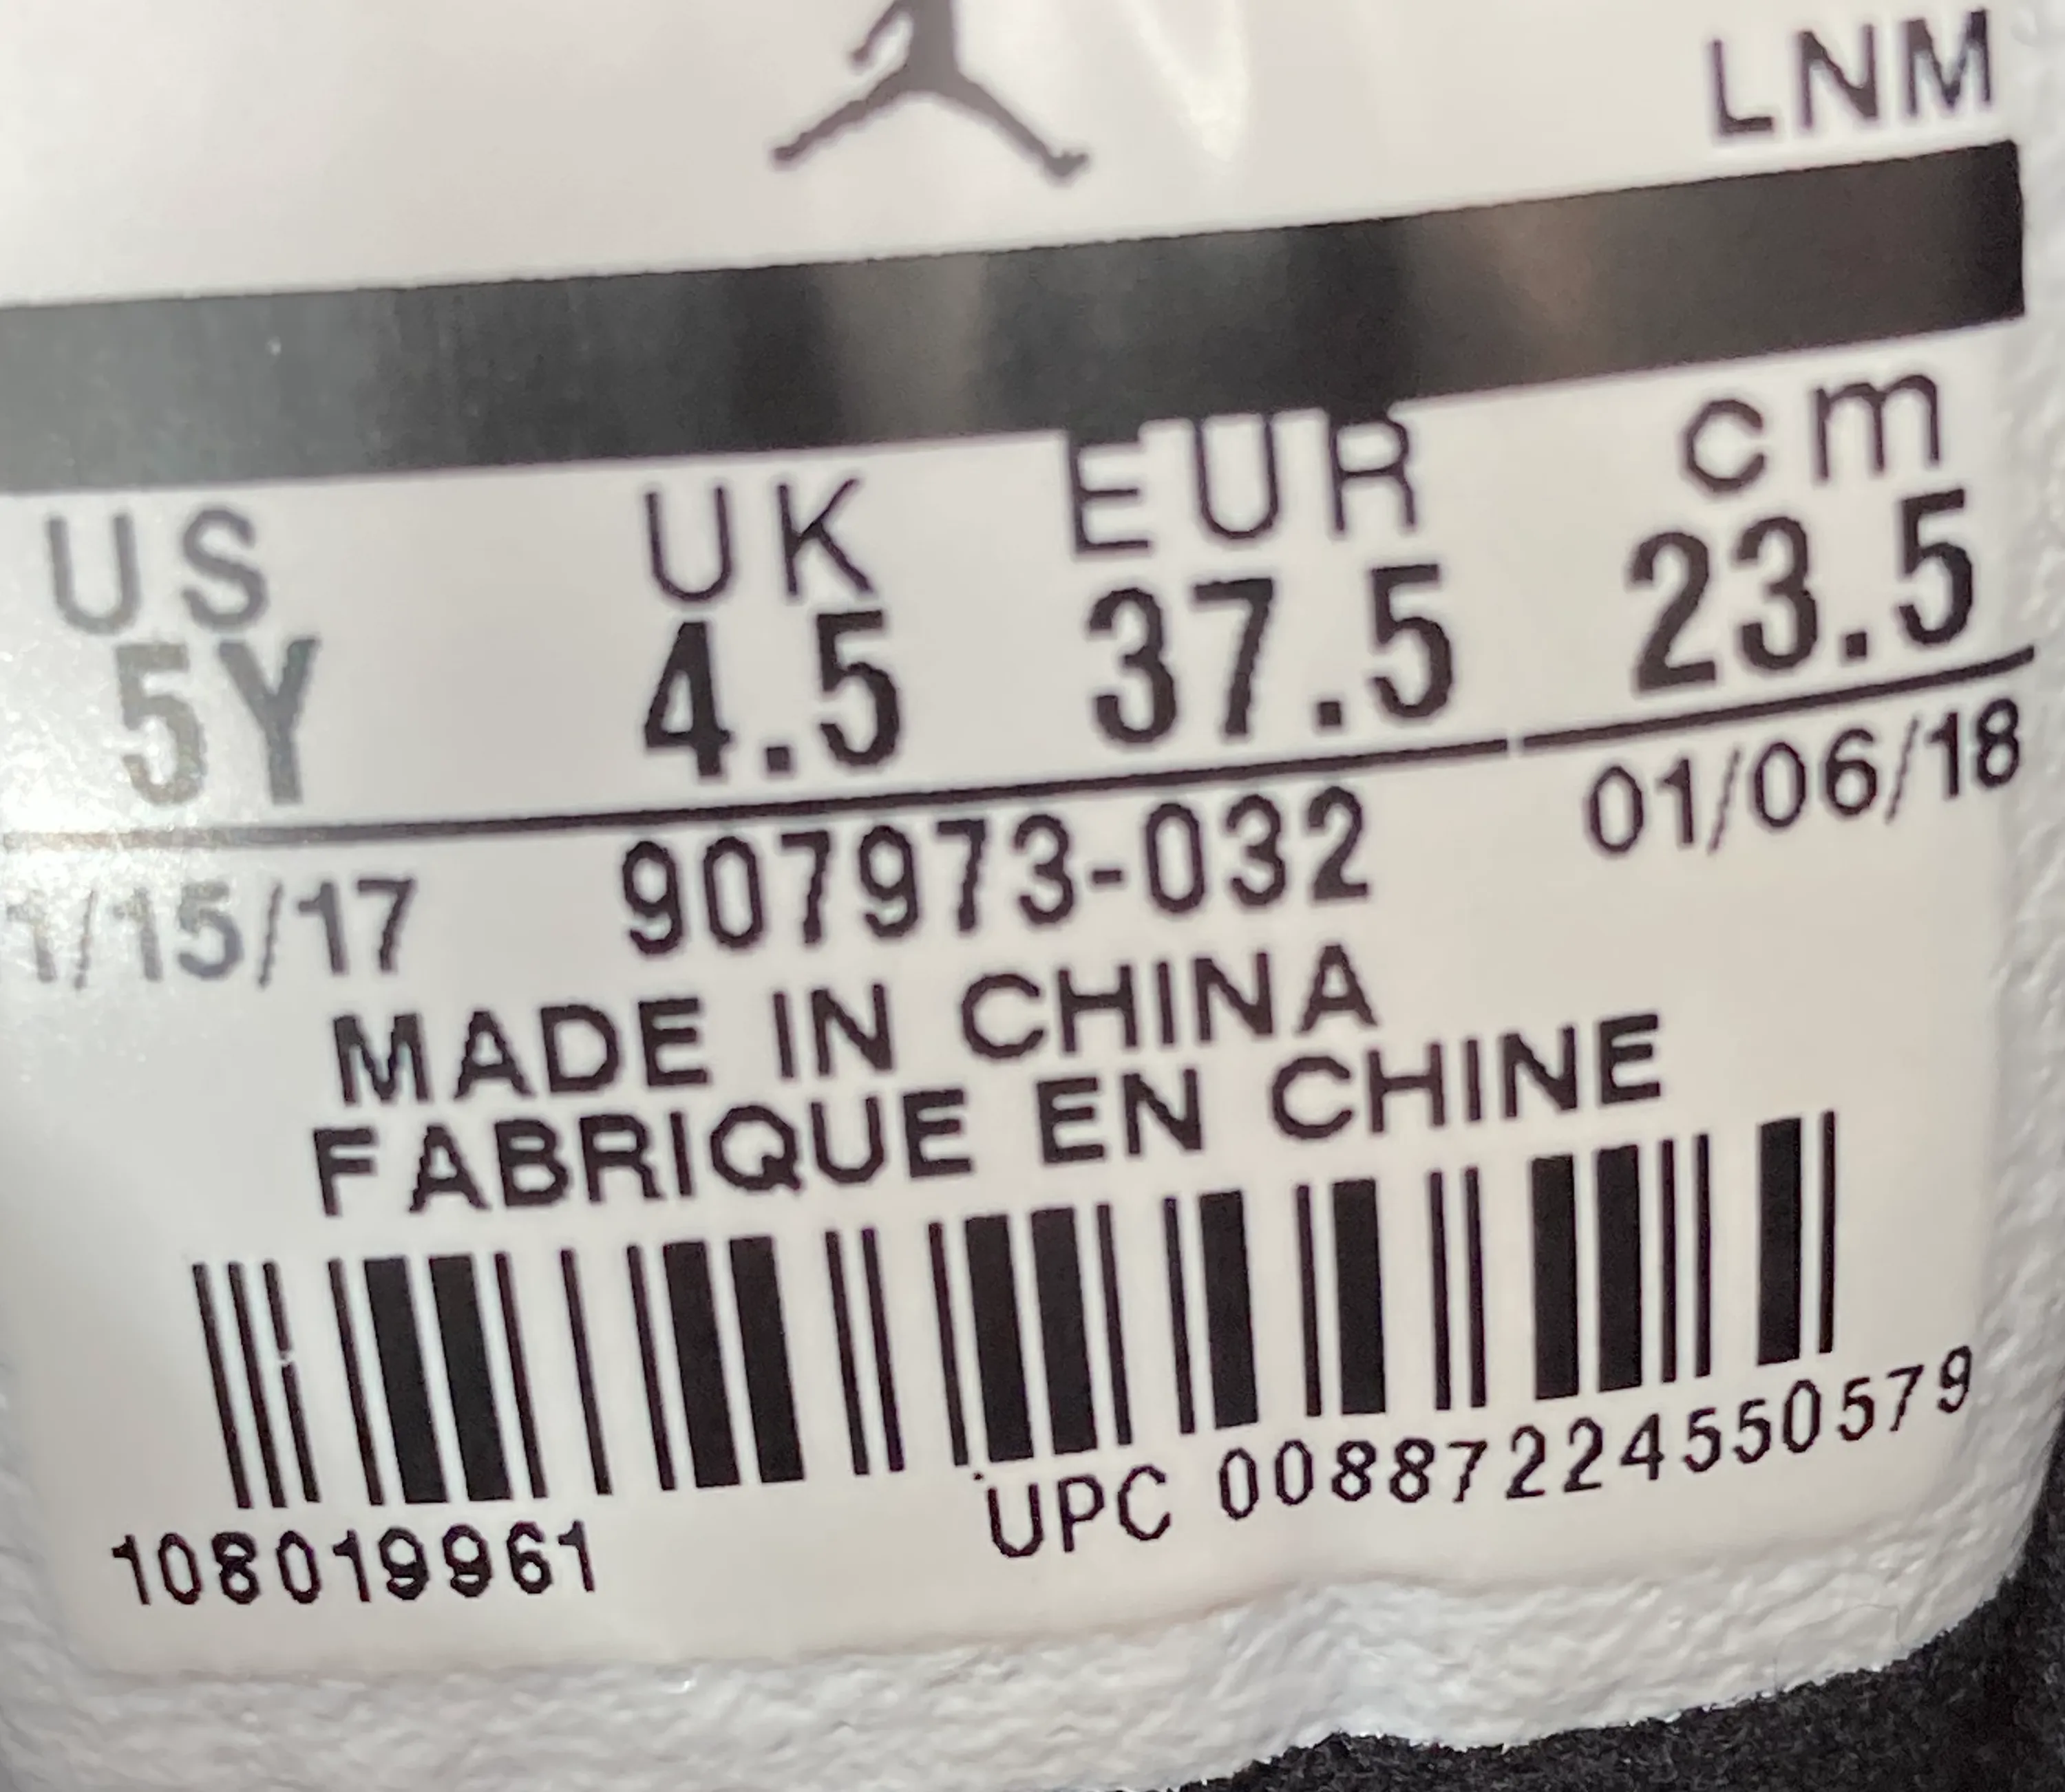 LNM
US UK EUR cm
5Y 4.5 37.5 23.5
1/15/17 907973-032 01/06/18
MADE IN CHINA
FABRIQUE EN CHINE
108019961 UPC 00887224550579